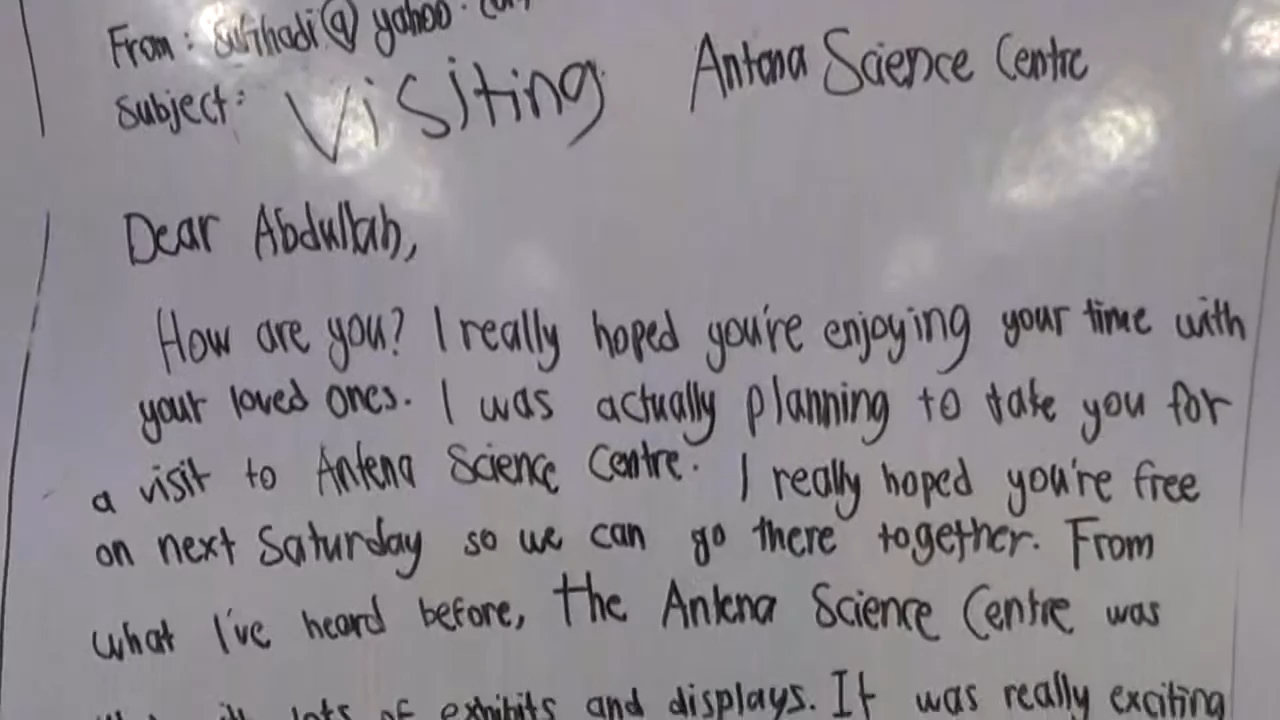 From: @ yahoo.
Subject: Visiting Antena Science Centre
Dear Abdullah,
How are you? I really hoped you're enjoying your time with
your loved ones. I was actually planning to take you for
a visit to Antena Science Centre. I really hoped you're free
on next Saturday so we can go there together. From
what I've heard before, the Antena Science Centre was
lots of exhibits and displays. It was really exciting